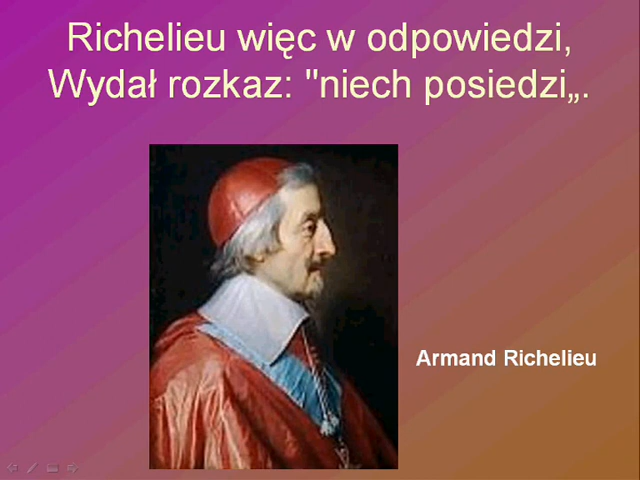 Richelieu więc w odpowiedzi,
Wydał rozkaz: "niech posiedzi„.
Armand Richelieu